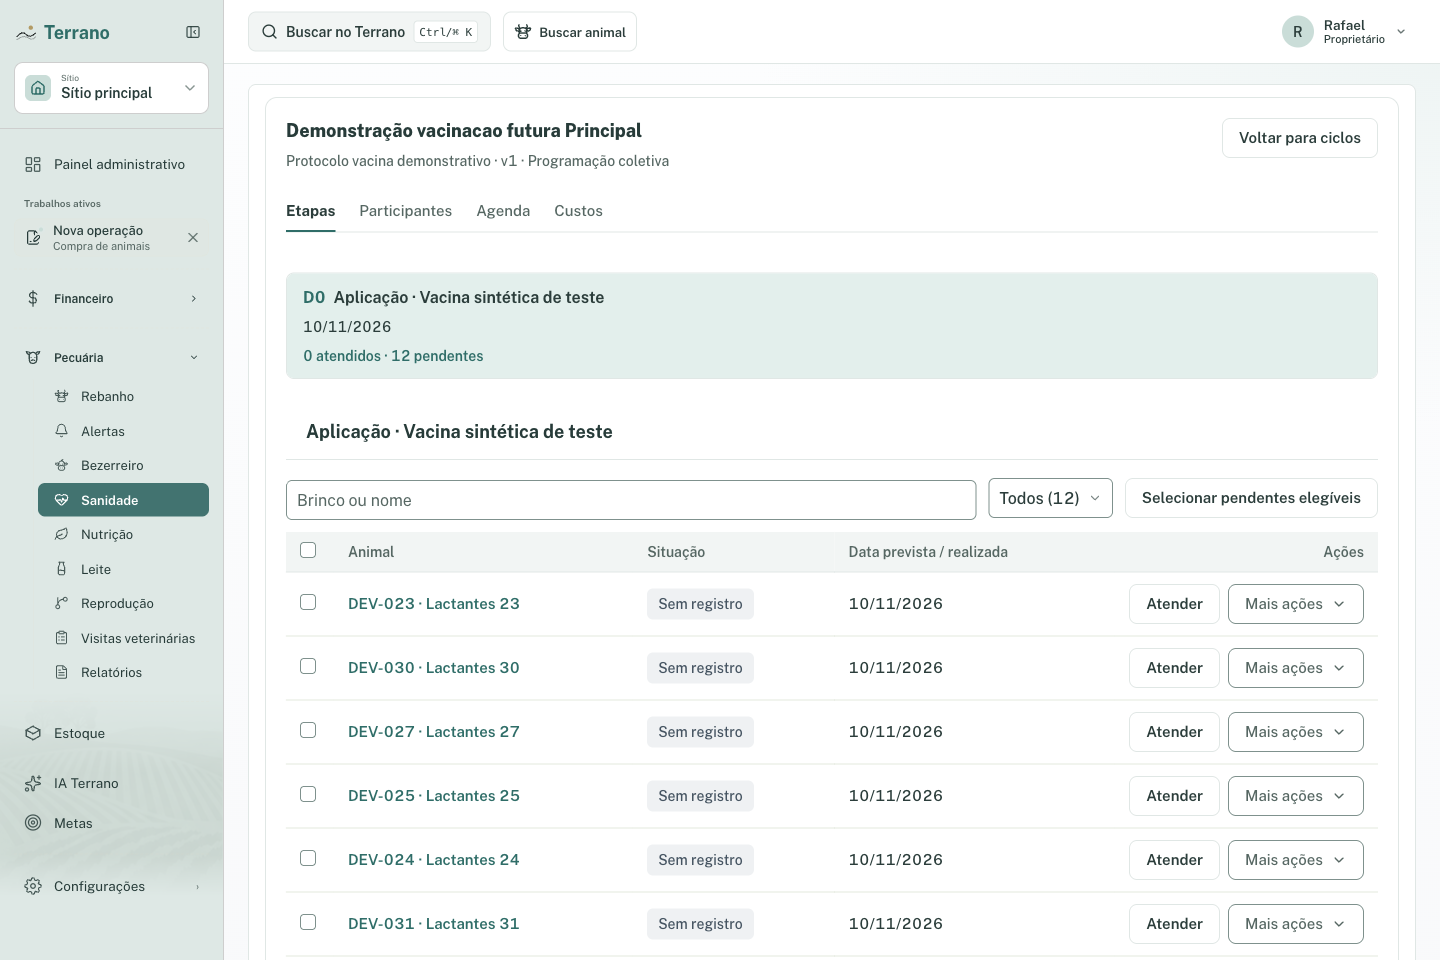 Terrano
Sítio
Sítio principal
Painel administrativo
Trabalhos ativos
Nova operação
Compra de animais
Financeiro
Pecuária
Rebanho
Alertas
Bezerreiro
Sanidade
Nutrição
Leite
Reprodução
Visitas veterinárias
Relatórios
Estoque
IA Terrano
Metas
Configurações
Buscar no Terrano Ctrl/⌘ K
Buscar animal
R
Rafael
Proprietário
Demonstração vacinacao futura Principal
Protocolo vacina demonstrativo · v1 · Programação coletiva
Voltar para ciclos
Etapas Participantes Agenda Custos
D0 Aplicação · Vacina sintética de teste
10/11/2026
0 atendidos · 12 pendentes
Aplicação · Vacina sintética de teste
Brinco ou nome Todos (12) Selecionar pendentes elegíveis
Animal Situação Data prevista / realizada Ações
DEV-023 · Lactantes 23 Sem registro 10/11/2026 Atender Mais ações
DEV-030 · Lactantes 30 Sem registro 10/11/2026 Atender Mais ações
DEV-027 · Lactantes 27 Sem registro 10/11/2026 Atender Mais ações
DEV-025 · Lactantes 25 Sem registro 10/11/2026 Atender Mais ações
DEV-024 · Lactantes 24 Sem registro 10/11/2026 Atender Mais ações
DEV-031 · Lactantes 31 Sem registro 10/11/2026 Atender Mais ações